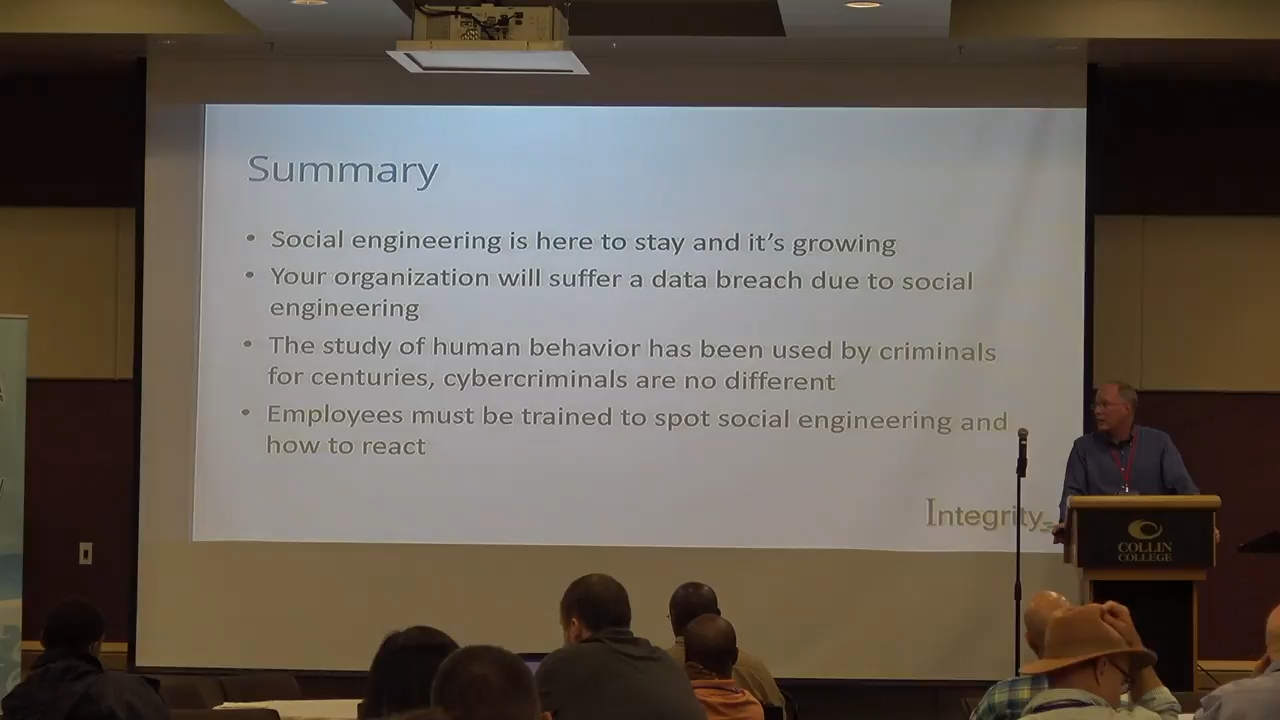 Summary
• Social engineering is here to stay and it's growing
• Your organization will suffer a data breach due to social
engineering
• The study of human behavior has been used by criminals
for centuries, cybercriminals are no different
• Employees must be trained to spot social engineering and
how to react
Integrity
COLLIN
COLLEGE